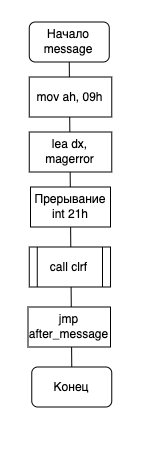 Начало
message
mov ah, 09h
lea dx,
magerror
Прерывание
int 21h
call clrf
jmp
after_message
Конец